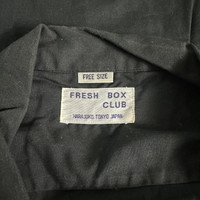 FREE SIZE
FRESH BOX
CLUB
HARAJUKU TOKYO JAPAN